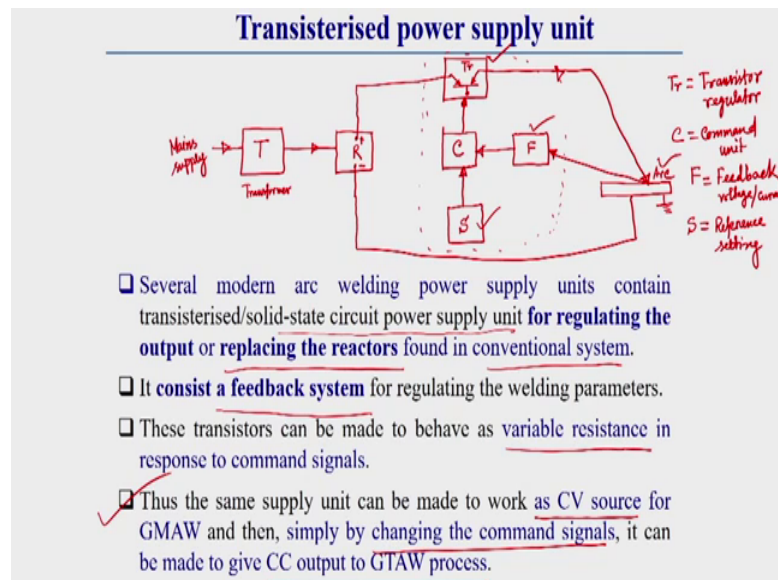 Transisterised power supply unit
Mains supply
T
Transformer
R
+
-
Tr
C
F
S
Arc
Tr = Transistor
regulator
C = Command
unit
F = Feedback
voltage/
S = Reference
setting
❑ Several modern arc welding power supply units contain
transisterised/solid-state circuit power supply unit for regulating the
output or replacing the reactors found in conventional system.
❑ It consist a feedback system for regulating the welding parameters.
❑ These transistors can be made to behave as variable resistance in
response to command signals.
❑ Thus the same supply unit can be made to work as CV source for
GMAW and then, simply by changing the command signals, it can
be made to give CC output to GTAW process.